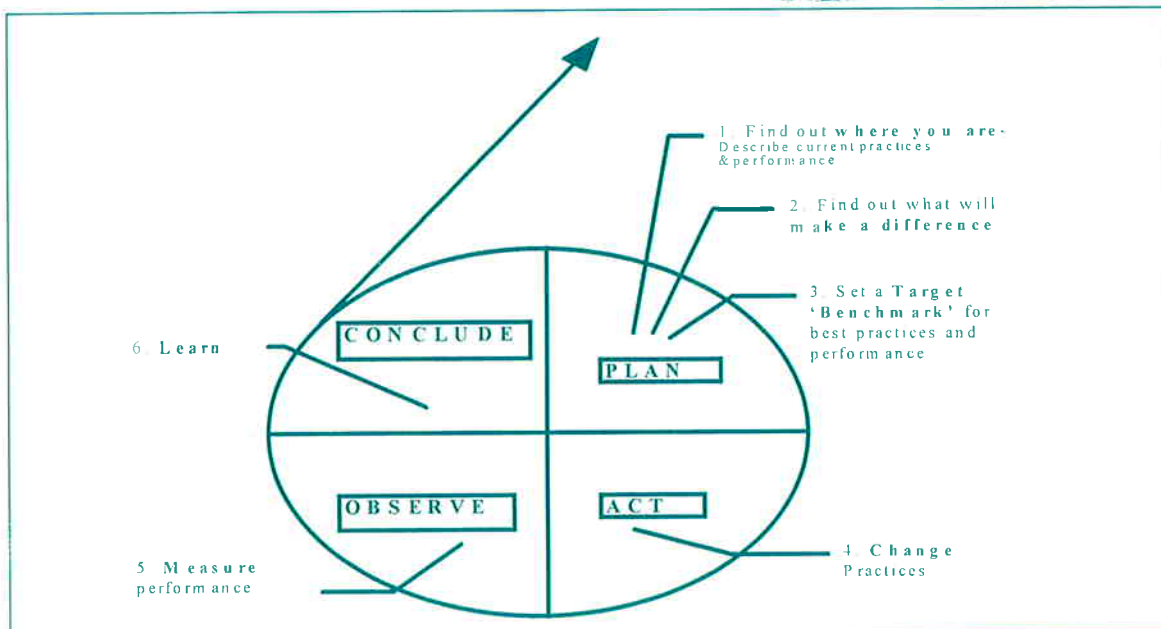 1. Find out where you are-
Describe current practices
& performance
2. Find out what will
make a difference
3. Set a Target
'Benchmark' for
best practices and
performance
CONCLUDE
6. Learn
PLAN
OBSERVE
ACT
4. Change
Practices
5 Measure
performance